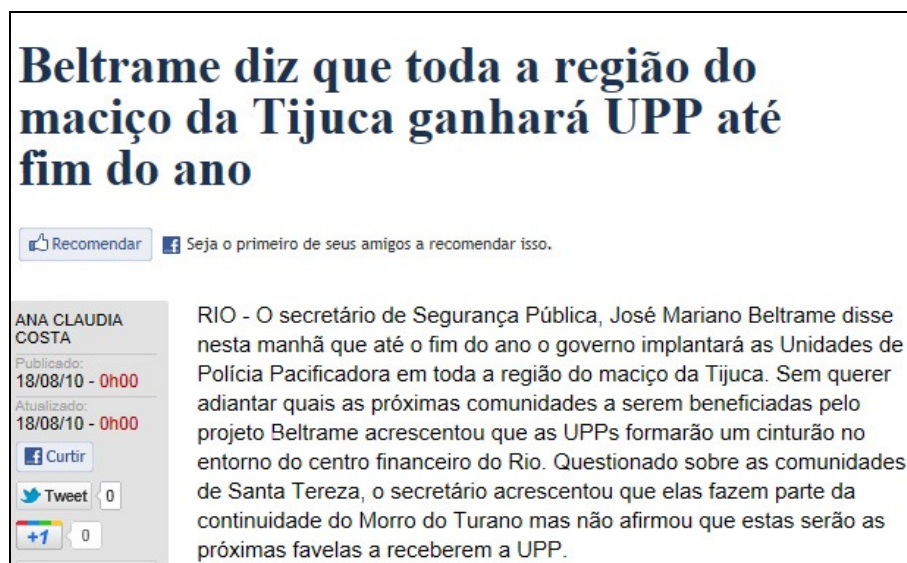 Beltrame diz que toda a região do
maciço da Tijuca ganhará UPP até
fim do ano
Recomendar
Seja o primeiro de seus amigos a recomendar isso.
ANA CLAUDIA
COSTA
Publicado:
18/08/10 - 0h00
Atualizado:
18/08/10 - 0h00
Curtir
Tweet 0
+1 0
RIO - O secretário de Segurança Pública, José Mariano Beltrame disse
nesta manhã que até o fim do ano o governo implantará as Unidades de
Polícia Pacificadora em toda a região do maciço da Tijuca. Sem querer
adiantar quais as próximas comunidades a serem beneficiadas pelo
projeto Beltrame acrescentou que as UPPs formarão um cinturão no
entorno do centro financeiro do Rio. Questionado sobre as comunidades
de Santa Tereza, o secretário acrescentou que elas fazem parte da
continuidade do Morro do Turano mas não afirmou que estas serão as
próximas favelas a receberem a UPP.